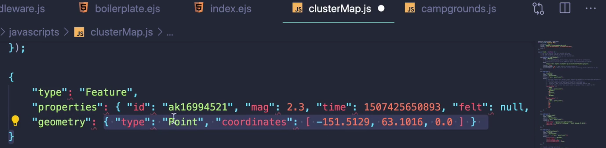 dleware.js boilerplate.ejs index.ejs clusterMap.js campgrounds.js ...
javascripts > JS clusterMap.js > ...
});
{
"type": "Feature",
"properties": { "id": "ak16994521", "mag": 2.3, "time": 1507425650893, "felt": null,
"geometry": { "type": "Point", "coordinates": [ -151.5129, 63.1016, 0.0 ] }
}